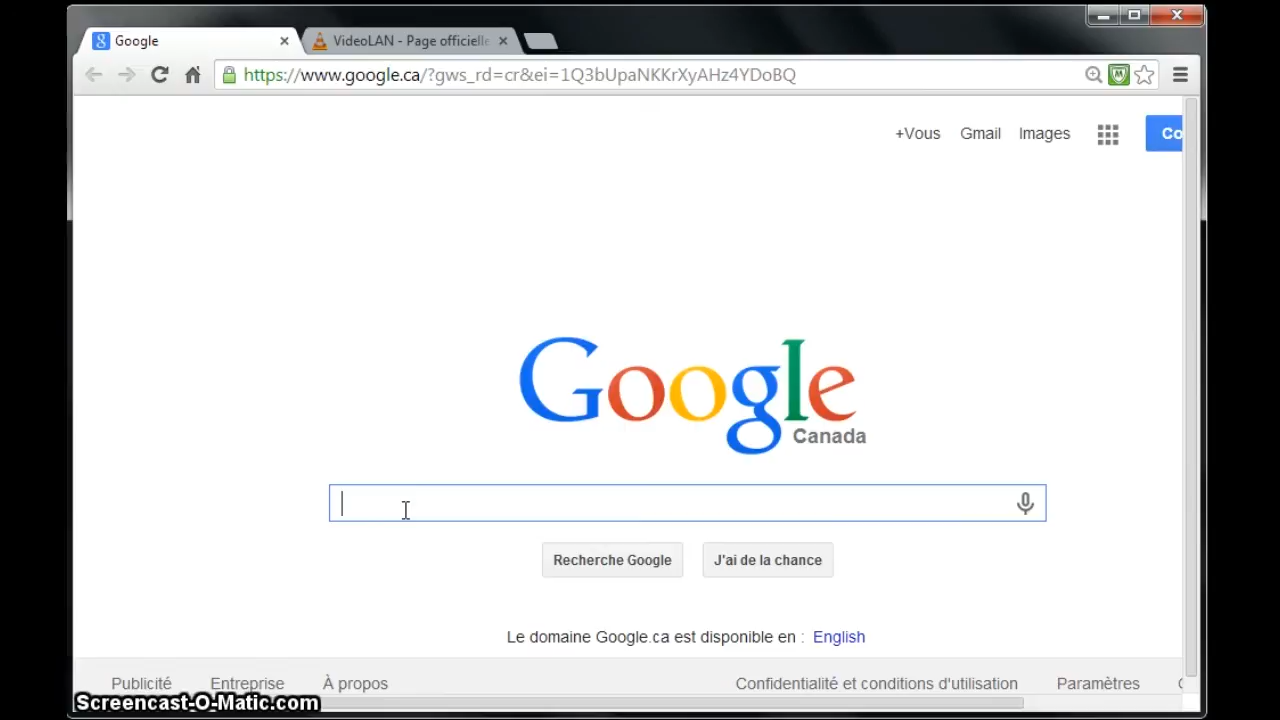 Google
VideoLAN - Page officielle
https://www.google.ca/?gws_rd=cr&ei=1Q3bUpaNKKrXyAHz4YDoBQ
+Vous Gmail Images Co
Google
Canada
Recherche Google J'ai de la chance
Le domaine Google.ca est disponible en : English
Publicité Entreprise À propos Confidentialité et conditions d'utilisation Paramètres
Screencast-O-Matic.com